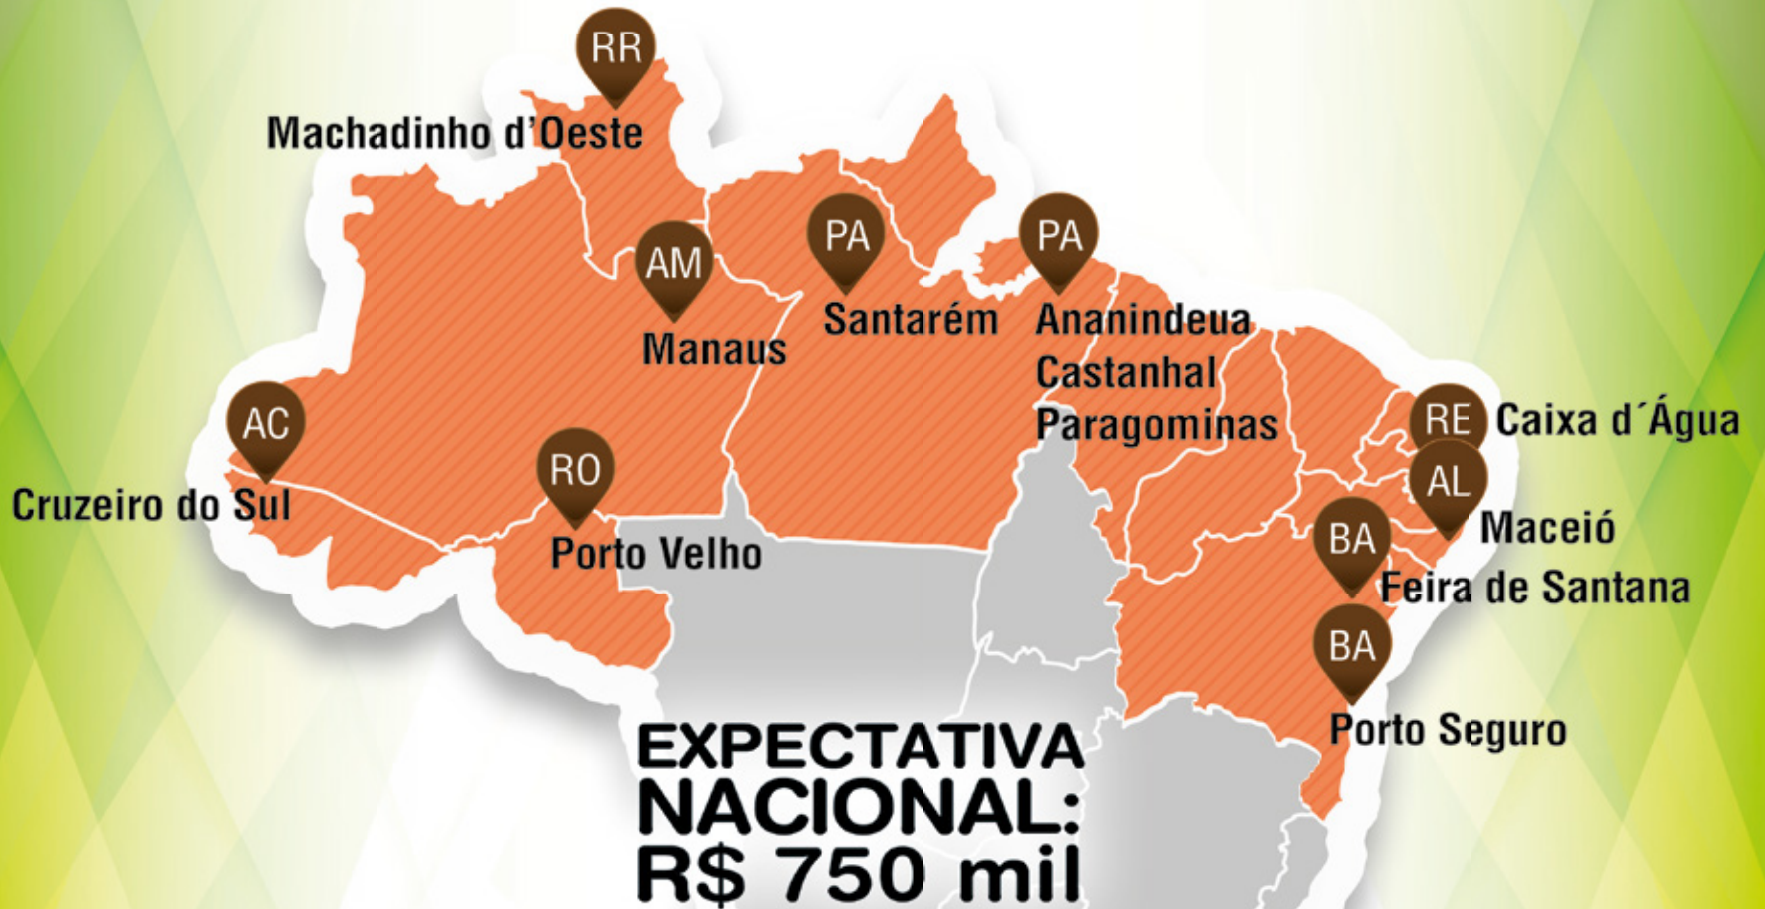 RR
Machadinho d'Oeste
AM
Manaus
PA
Santarém
PA
Ananindeua
Castanhal
Paragominas
AC
Cruzeiro do Sul
RO
Porto Velho
RE
Caixa d´Água
AL
Maceió
BA
Feira de Santana
BA
Porto Seguro
EXPECTATIVA
NACIONAL:
R$ 750 mil